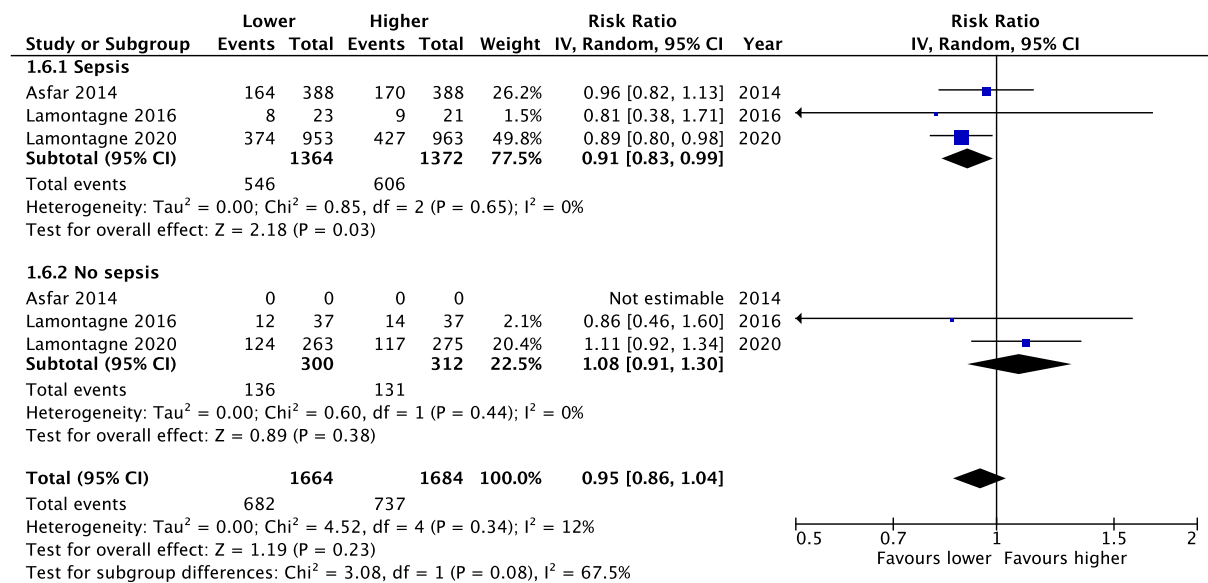 Lower Higher Risk Ratio Risk Ratio
Study or Subgroup Events Total Events Total Weight IV, Random, 95% CI Year IV, Random, 95% CI
1.6.1 Sepsis
Asfar 2014 164 388 170 388 26.2% 0.96 [0.82, 1.13] 2014
Lamontagne 2016 8 23 9 21 1.5% 0.81 [0.38, 1.71] 2016
Lamontagne 2020 374 953 427 963 49.8% 0.89 [0.80, 0.98] 2020
Subtotal (95% CI) 1364 1372 77.5% 0.91 [0.83, 0.99]
Total events 546 606
Heterogeneity: Tau² = 0.00; Chi² = 0.85, df = 2 (P = 0.65); I² = 0%
Test for overall effect: Z = 2.18 (P = 0.03)
1.6.2 No sepsis
Asfar 2014 0 0 0 0 Not estimable 2014
Lamontagne 2016 12 37 14 37 2.1% 0.86 [0.46, 1.60] 2016
Lamontagne 2020 124 263 117 275 20.4% 1.11 [0.92, 1.34] 2020
Subtotal (95% CI) 300 312 22.5% 1.08 [0.91, 1.30]
Total events 136 131
Heterogeneity: Tau² = 0.00; Chi² = 0.60, df = 1 (P = 0.44); I² = 0%
Test for overall effect: Z = 0.89 (P = 0.38)
Total (95% CI) 1664 1684 100.0% 0.95 [0.86, 1.04]
Total events 682 737
Heterogeneity: Tau² = 0.00; Chi² = 4.52, df = 4 (P = 0.34); I² = 12%
Test for overall effect: Z = 1.19 (P = 0.23)
Test for subgroup differences: Chi² = 3.08, df = 1 (P = 0.08), I² = 67.5%
0.5 0.7 1 1.5 2
Favours lower Favours higher